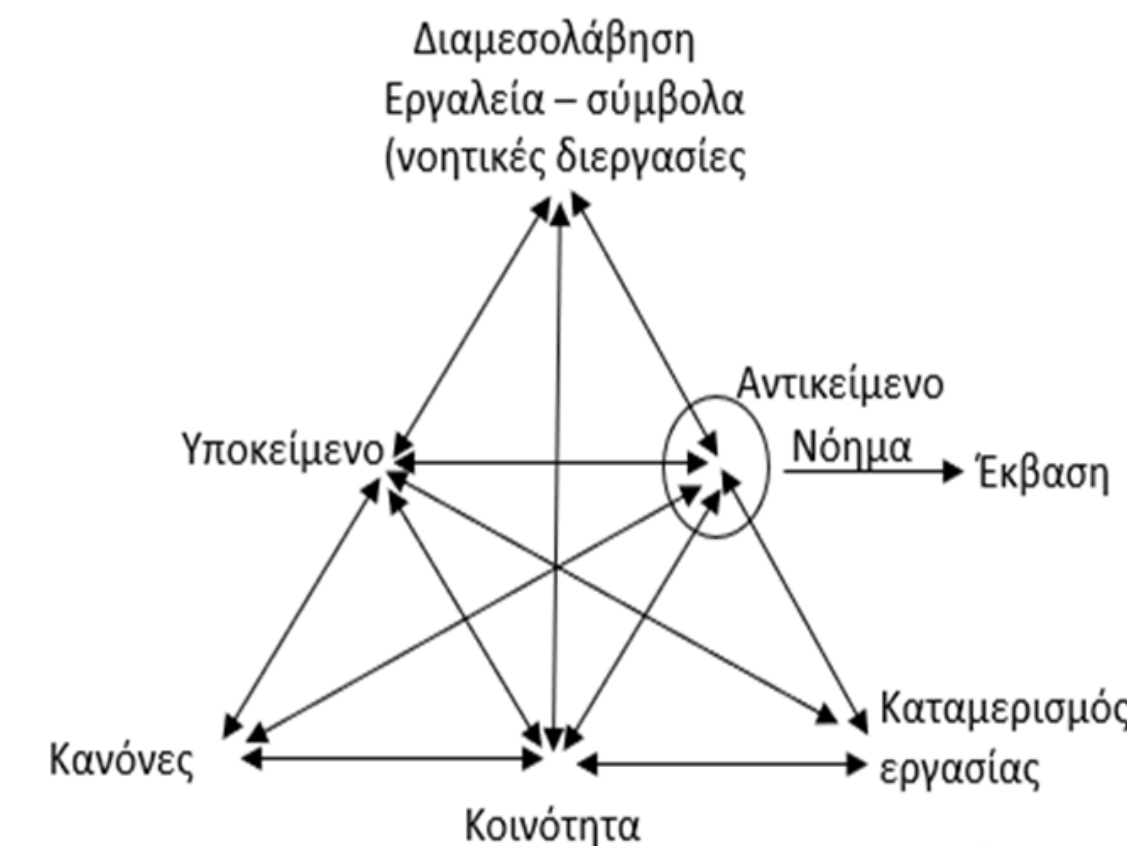 Διαμεσολάβηση
Εργαλεία – σύμβολα
(νοητικές διεργασίες
Αντικείμενο
Υποκείμενο
Νόημα
Έκβαση
Καταμερισμός
εργασίας
Κανόνες
Κοινότητα